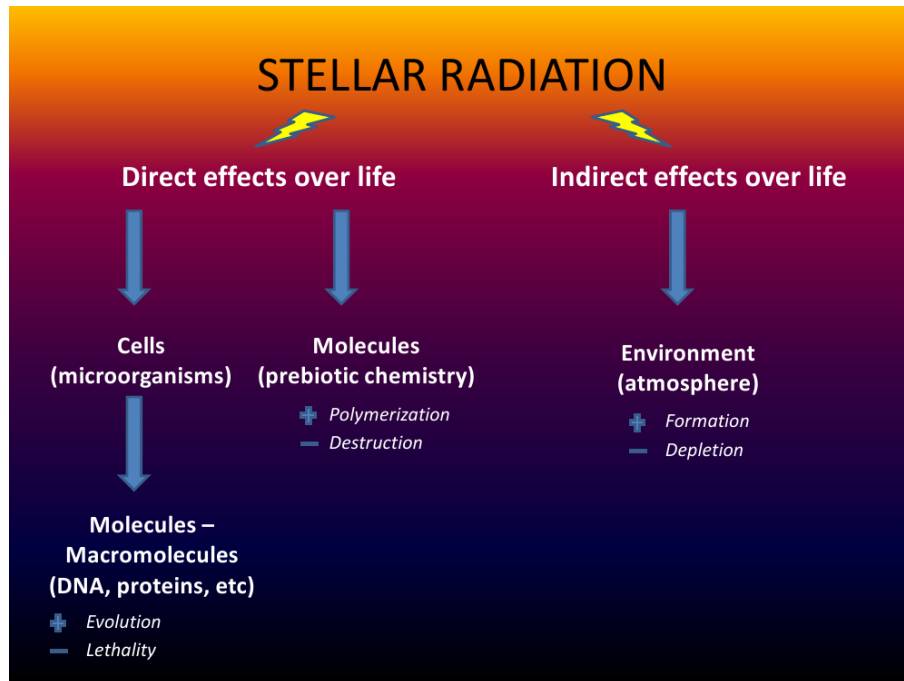 STELLAR RADIATION
Direct effects over life
Indirect effects over life
Cells
(microorganisms)
Molecules
(prebiotic chemistry)
Polymerization
Destruction
Environment
(atmosphere)
Formation
Depletion
Molecules –
Macromolecules
(DNA, proteins, etc)
Evolution
Lethality